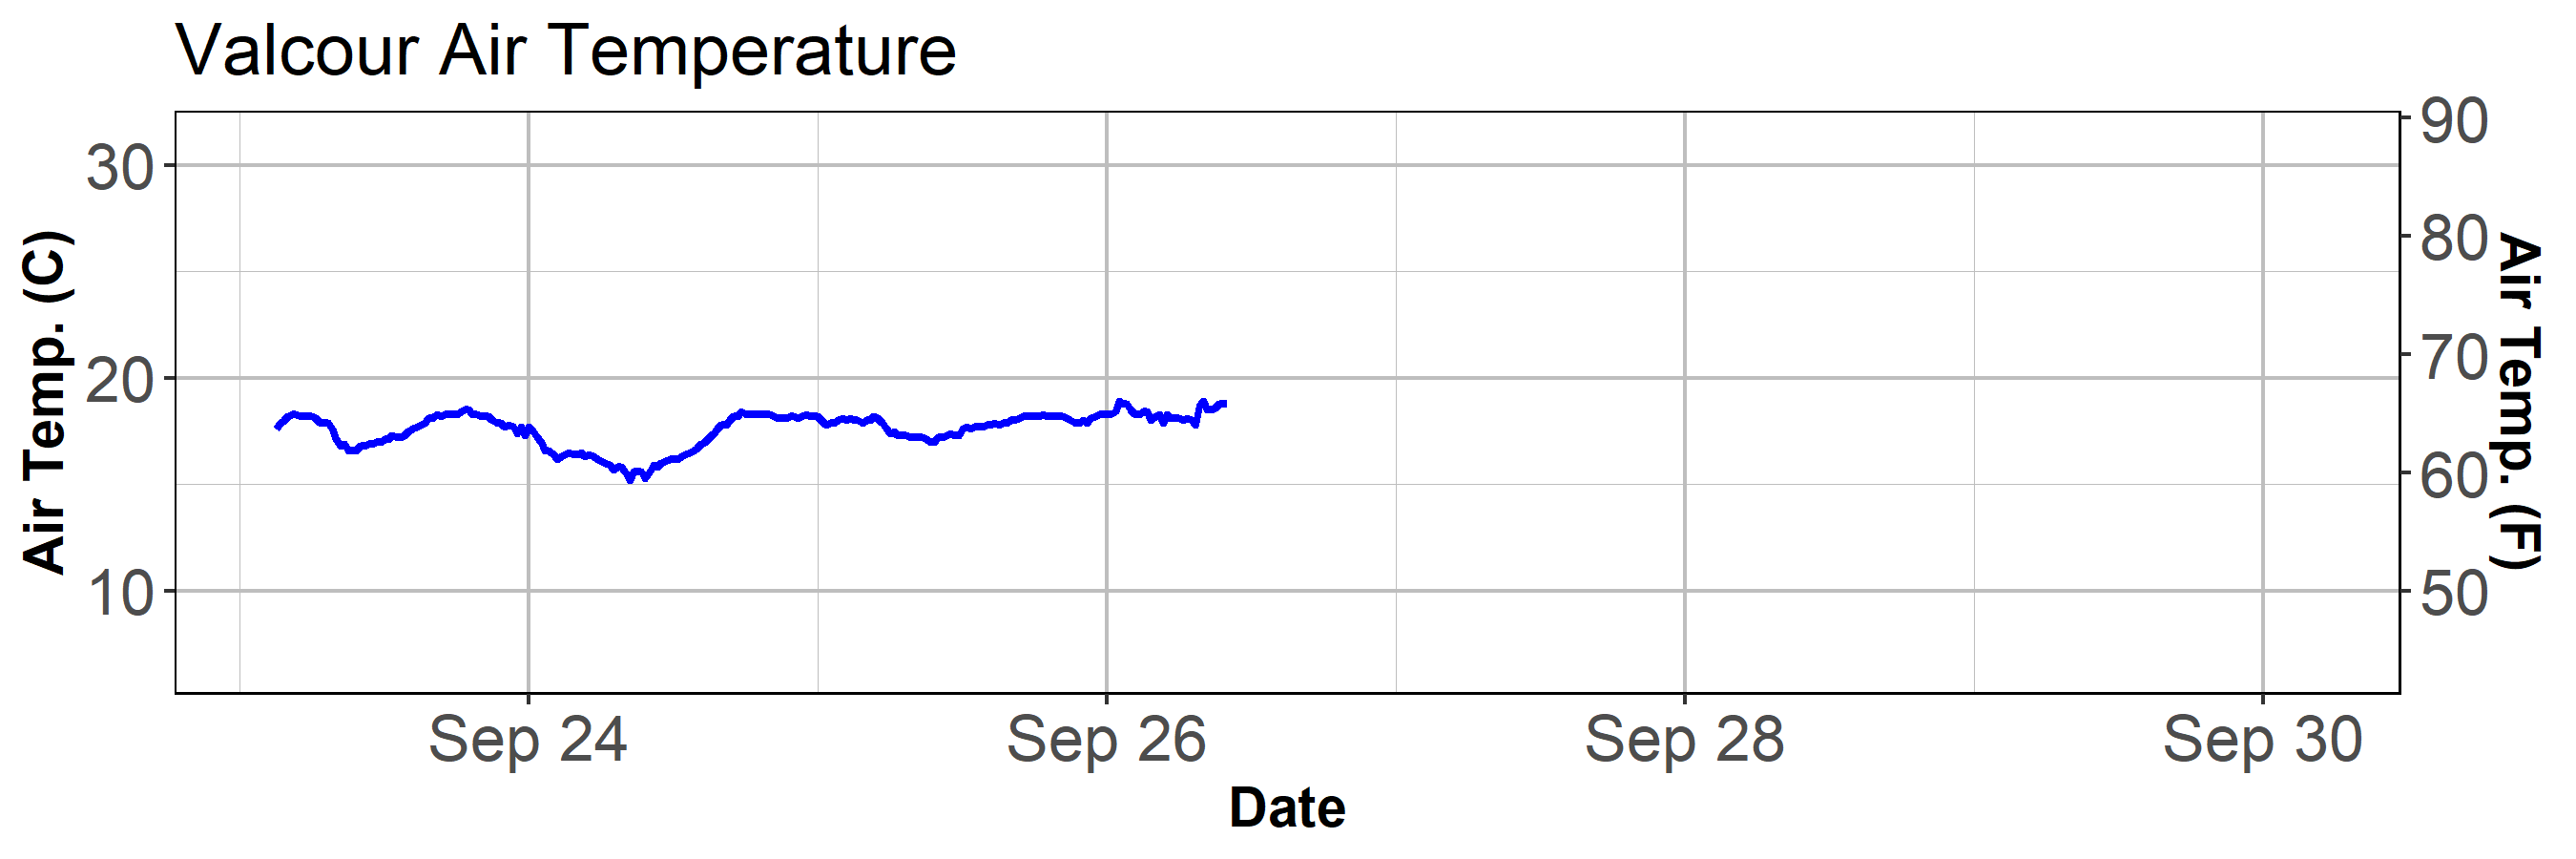 Valcour Air Temperature
Air Temp. (C)
30
20
10
90
80
70
60
50
Air Temp. (F)
Sep 24
Sep 26
Sep 28
Sep 30
Date